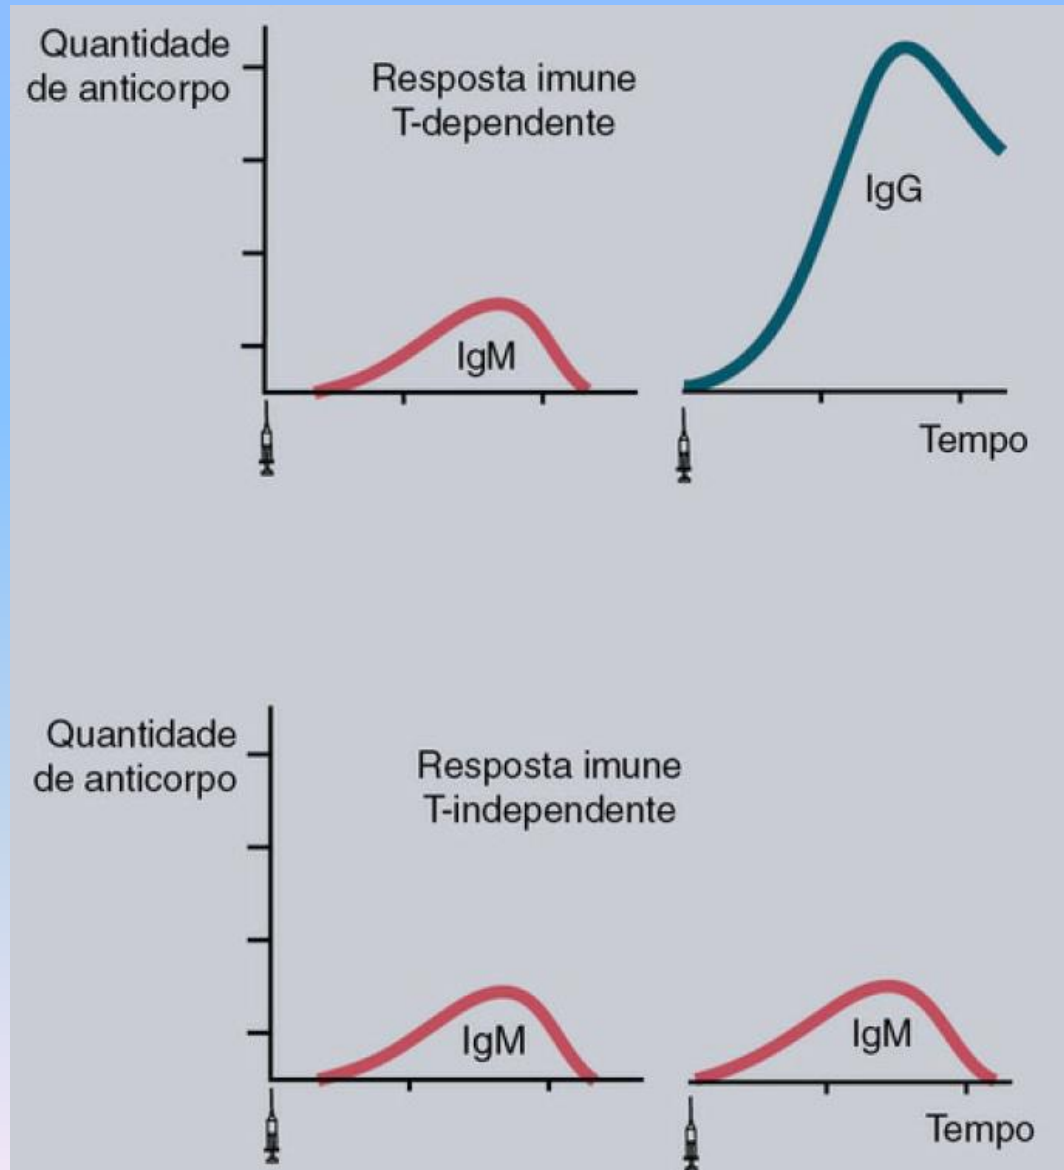 Quantidade
de anticorpo
Resposta imune
T-dependente
IgG
IgM
Tempo
Quantidade
de anticorpo
Resposta imune
T-independente
IgM
IgM
Tempo